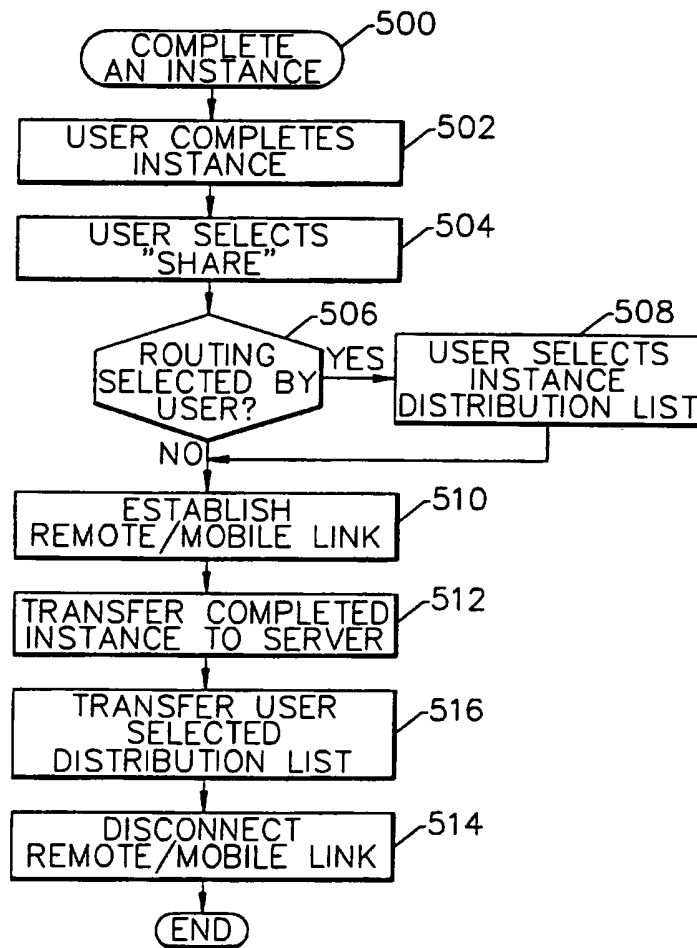 COMPLETE
AN INSTANCE
500
USER COMPLETES
INSTANCE
502
USER SELECTS
"SHARE"
504
506
ROUTING
SELECTED BY
USER?
YES
508
USER SELECTS
INSTANCE
DISTRIBUTION LIST
NO
ESTABLISH
REMOTE/MOBILE LINK
510
TRANSFER COMPLETED
INSTANCE TO SERVER
512
TRANSFER USER
SELECTED
DISTRIBUTION LIST
516
DISCONNECT
REMOTE/MOBILE LINK
514
END